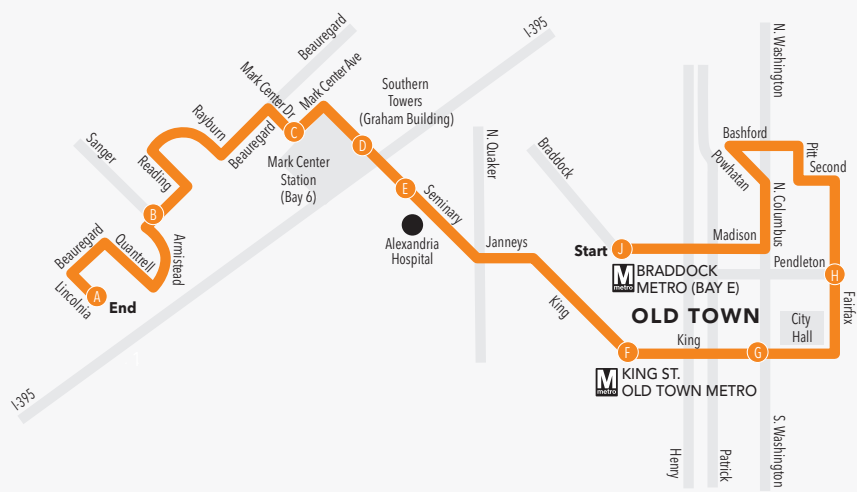 Beauregard
I-395
N. Washington
Mark Center Dr
Mark Center Ave
Southern
Towers
(Graham Building)
Rayburn
C
Beauregard
D
Sanger
Mark Center
Station
(Bay 6)
N. Quaker
Braddock
Bashford
Pitt
Powhatan
Second
Reading
E
Seminary
N. Columbus
B
Alexandria
Hospital
Janneys
Madison
Beauregard
Quantrell
Armistead
Start
J
M
metro
BRADDOCK
METRO (BAY E)
Pendleton
H
Lincolnia
A
End
King
OLD TOWN
City
Hall
Fairfax
F
King
G
M
metro
KING ST.
OLD TOWN METRO
I-395
Henry
Patrick
S. Washington